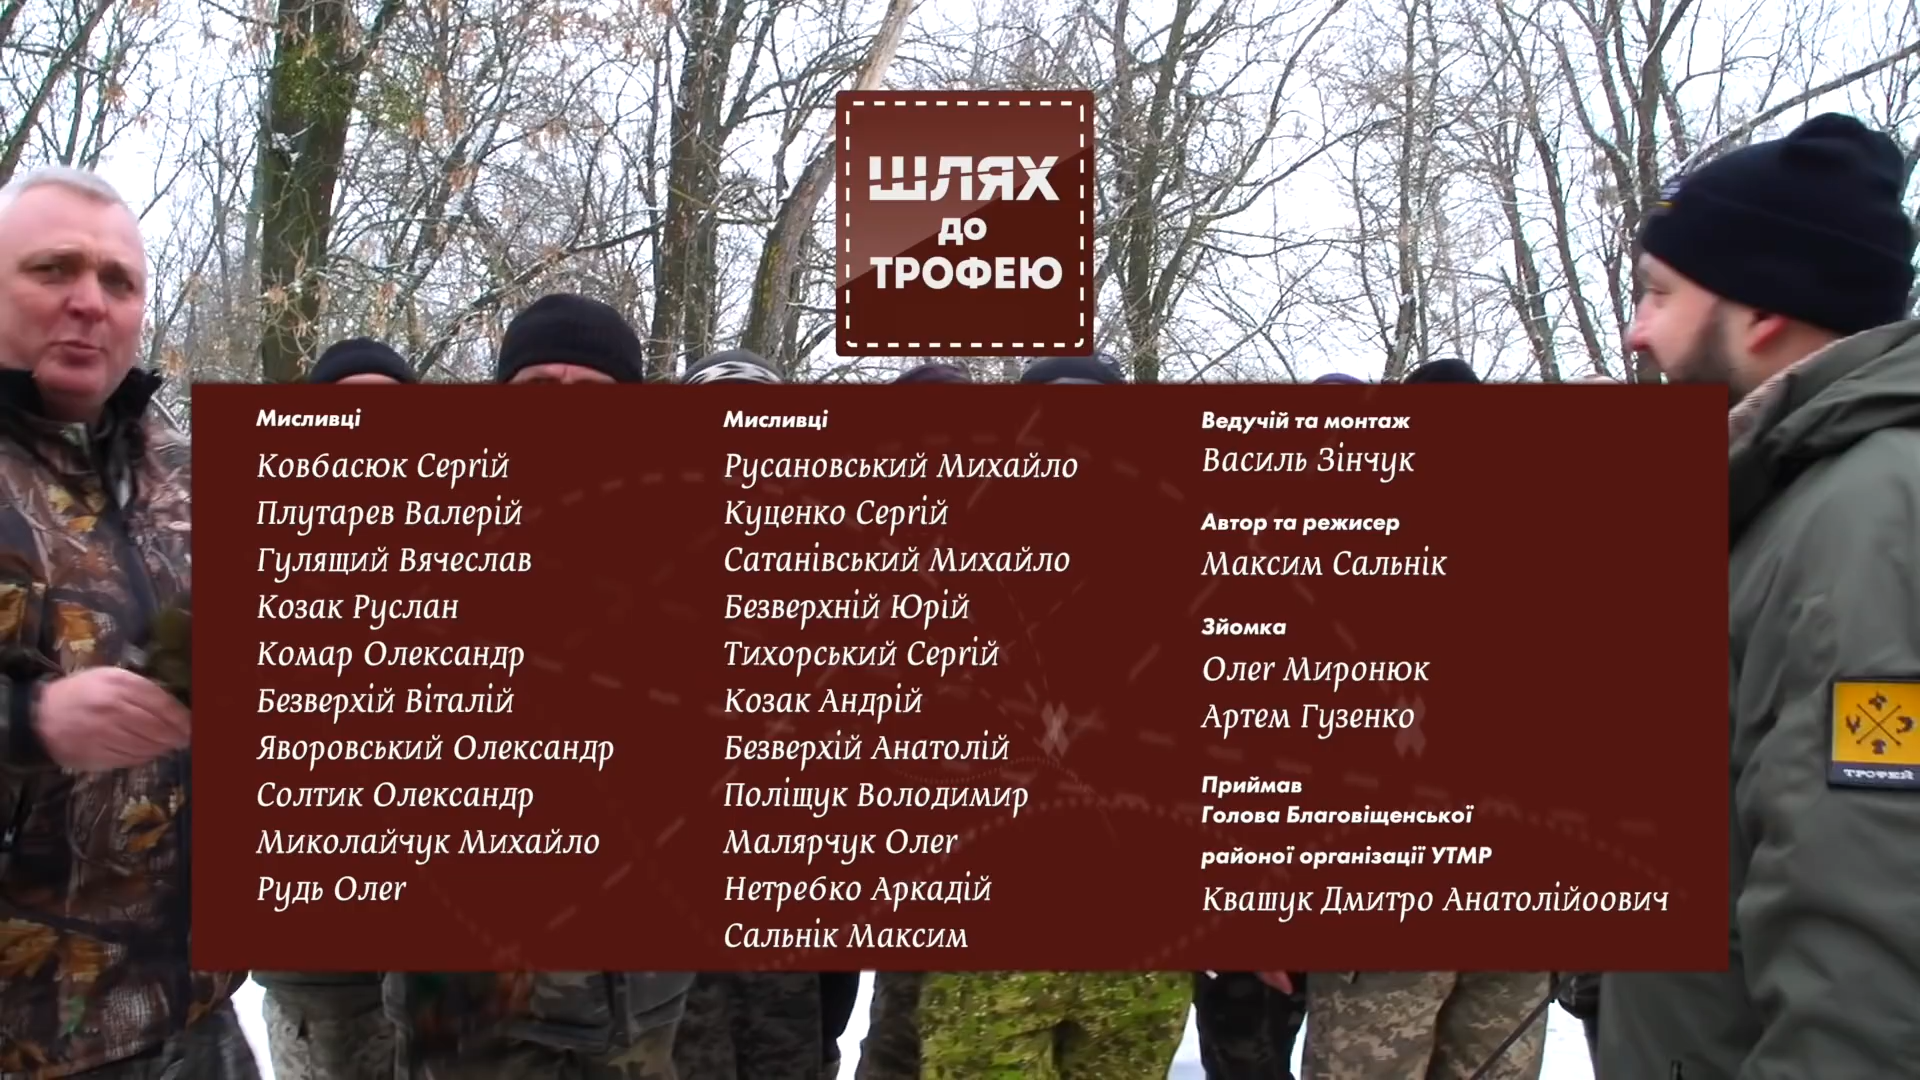 ШЛЯХ
ДО
ТРОФЕЮ
Мисливці
Ковбасюк Сергій
Плутарев Валерій
Гулящий Вячеслав
Козак Руслан
Комар Олександр
Безверхій Віталій
Яворовський Олександр
Солтик Олександр
Миколайчук Михайло
Рудь Олег
Мисливці
Русановський Михайло
Куценко Сергій
Сатанівський Михайло
Безверхній Юрій
Тихорський Сергій
Козак Андрій
Безверхій Анатолій
Поліщук Володимир
Малярчук Олег
Нетребко Аркадій
Сальнік Максим
Ведучій та монтаж
Василь Зінчук
Автор та режисер
Максим Сальнік
Зйомка
Олег Миронюк
Артем Гузенко
Приймав
Голова Благовіщенської
районої організації УТМР
Квашук Дмитро Анатолійоович
ТРОФЕЙ